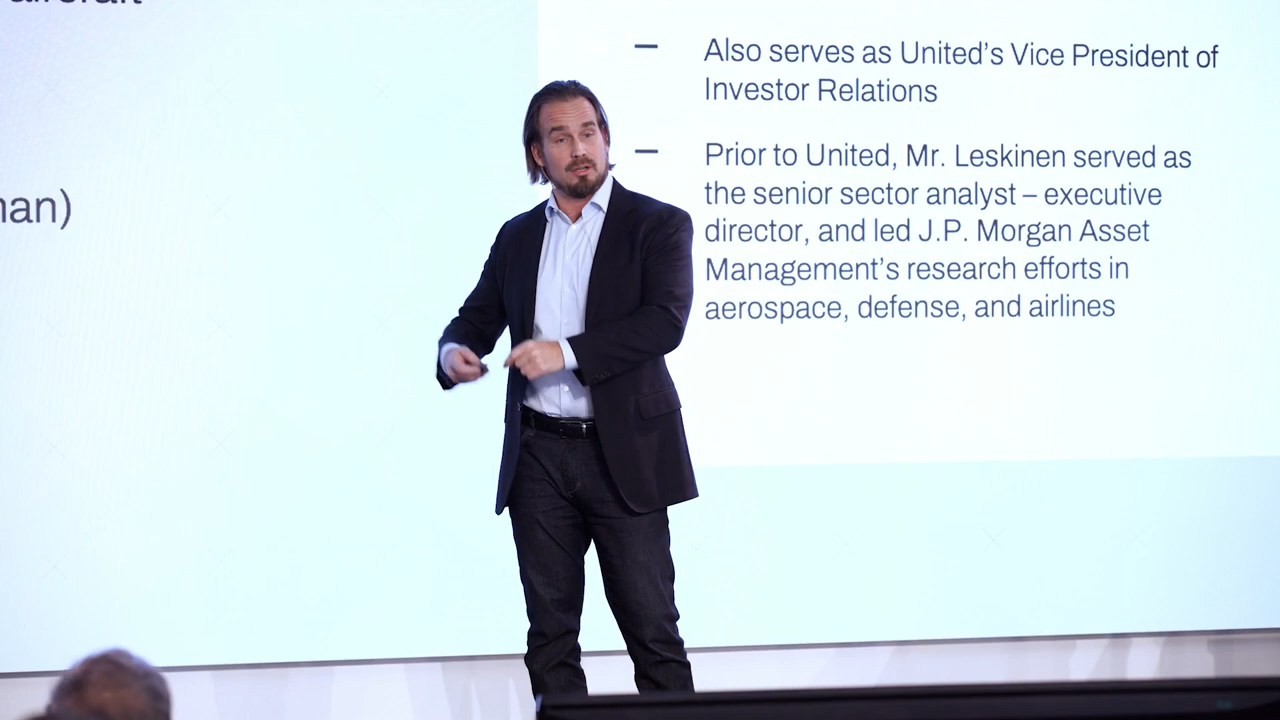 aircraft
man)
– Also serves as United’s Vice President of
Investor Relations
– Prior to United, Mr. Leskinen served as
the senior sector analyst – executive
director, and led J.P. Morgan Asset
Management’s research efforts in
aerospace, defense, and airlines